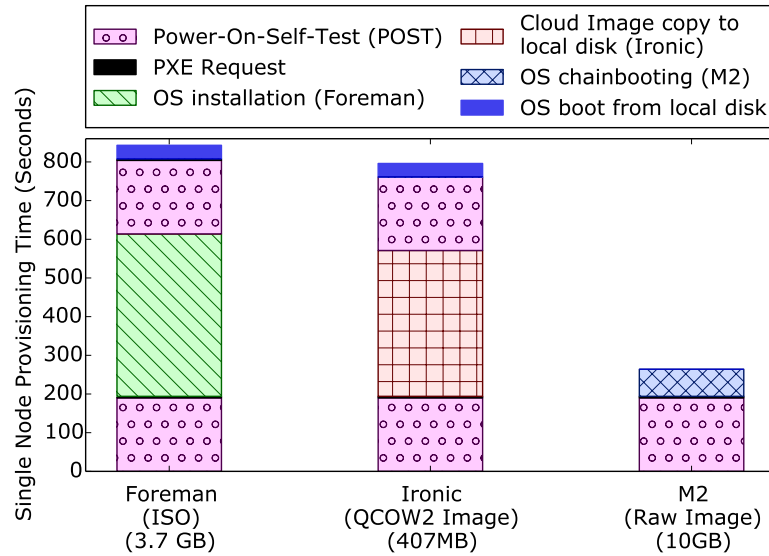 Power-On-Self-Test (POST)
PXE Request
OS installation (Foreman)
Cloud Image copy to
local disk (Ironic)
OS chainbooting (M2)
OS boot from local disk
Single Node Provisioning Time (Seconds)
800
700
600
500
400
300
200
100
0
Foreman
(ISO)
(3.7 GB)
Ironic
(QCOW2 Image)
(407MB)
M2
(Raw Image)
(10GB)